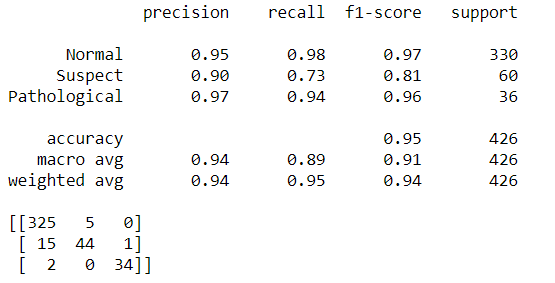 precision recall f1-score support
Normal 0.95 0.98 0.97 330
Suspect 0.90 0.73 0.81 60
Pathological 0.97 0.94 0.96 36
accuracy 0.95 426
macro avg 0.94 0.89 0.91 426
weighted avg 0.94 0.95 0.94 426
[[325 5 0]
[ 15 44 1]
[ 2 0 34]]